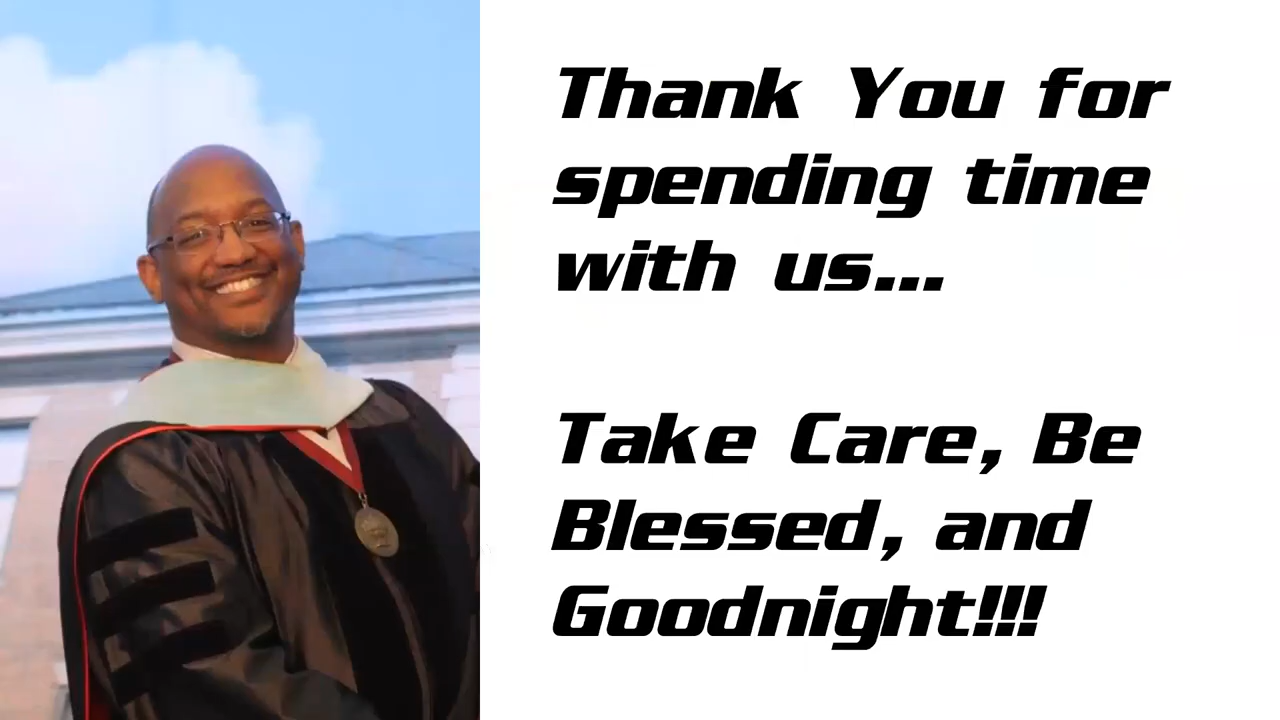 Thank You for
spending time
with us...
Take Care, Be
Blessed, and
Goodnight!!!